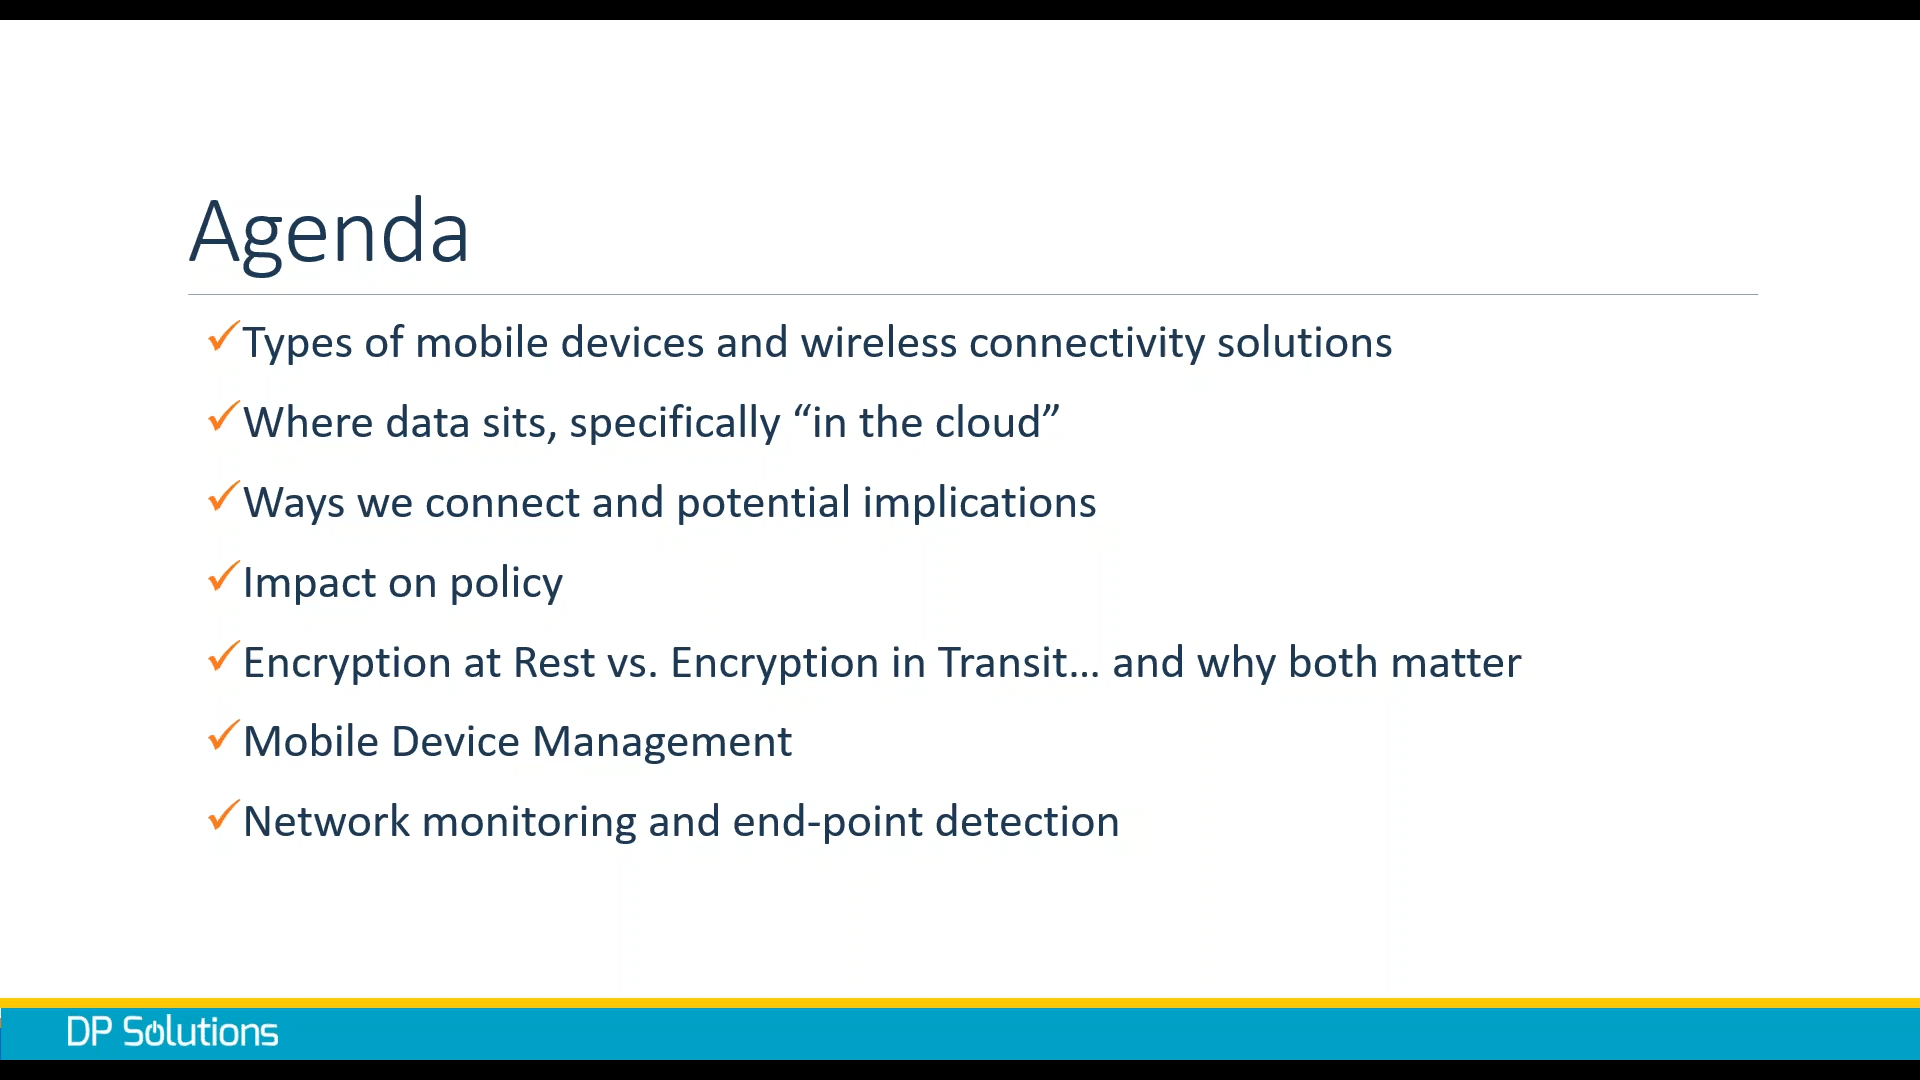 Agenda
Types of mobile devices and wireless connectivity solutions
Where data sits, specifically “in the cloud”
Ways we connect and potential implications
Impact on policy
Encryption at Rest vs. Encryption in Transit… and why both matter
Mobile Device Management
Network monitoring and end-point detection
DP Solutions